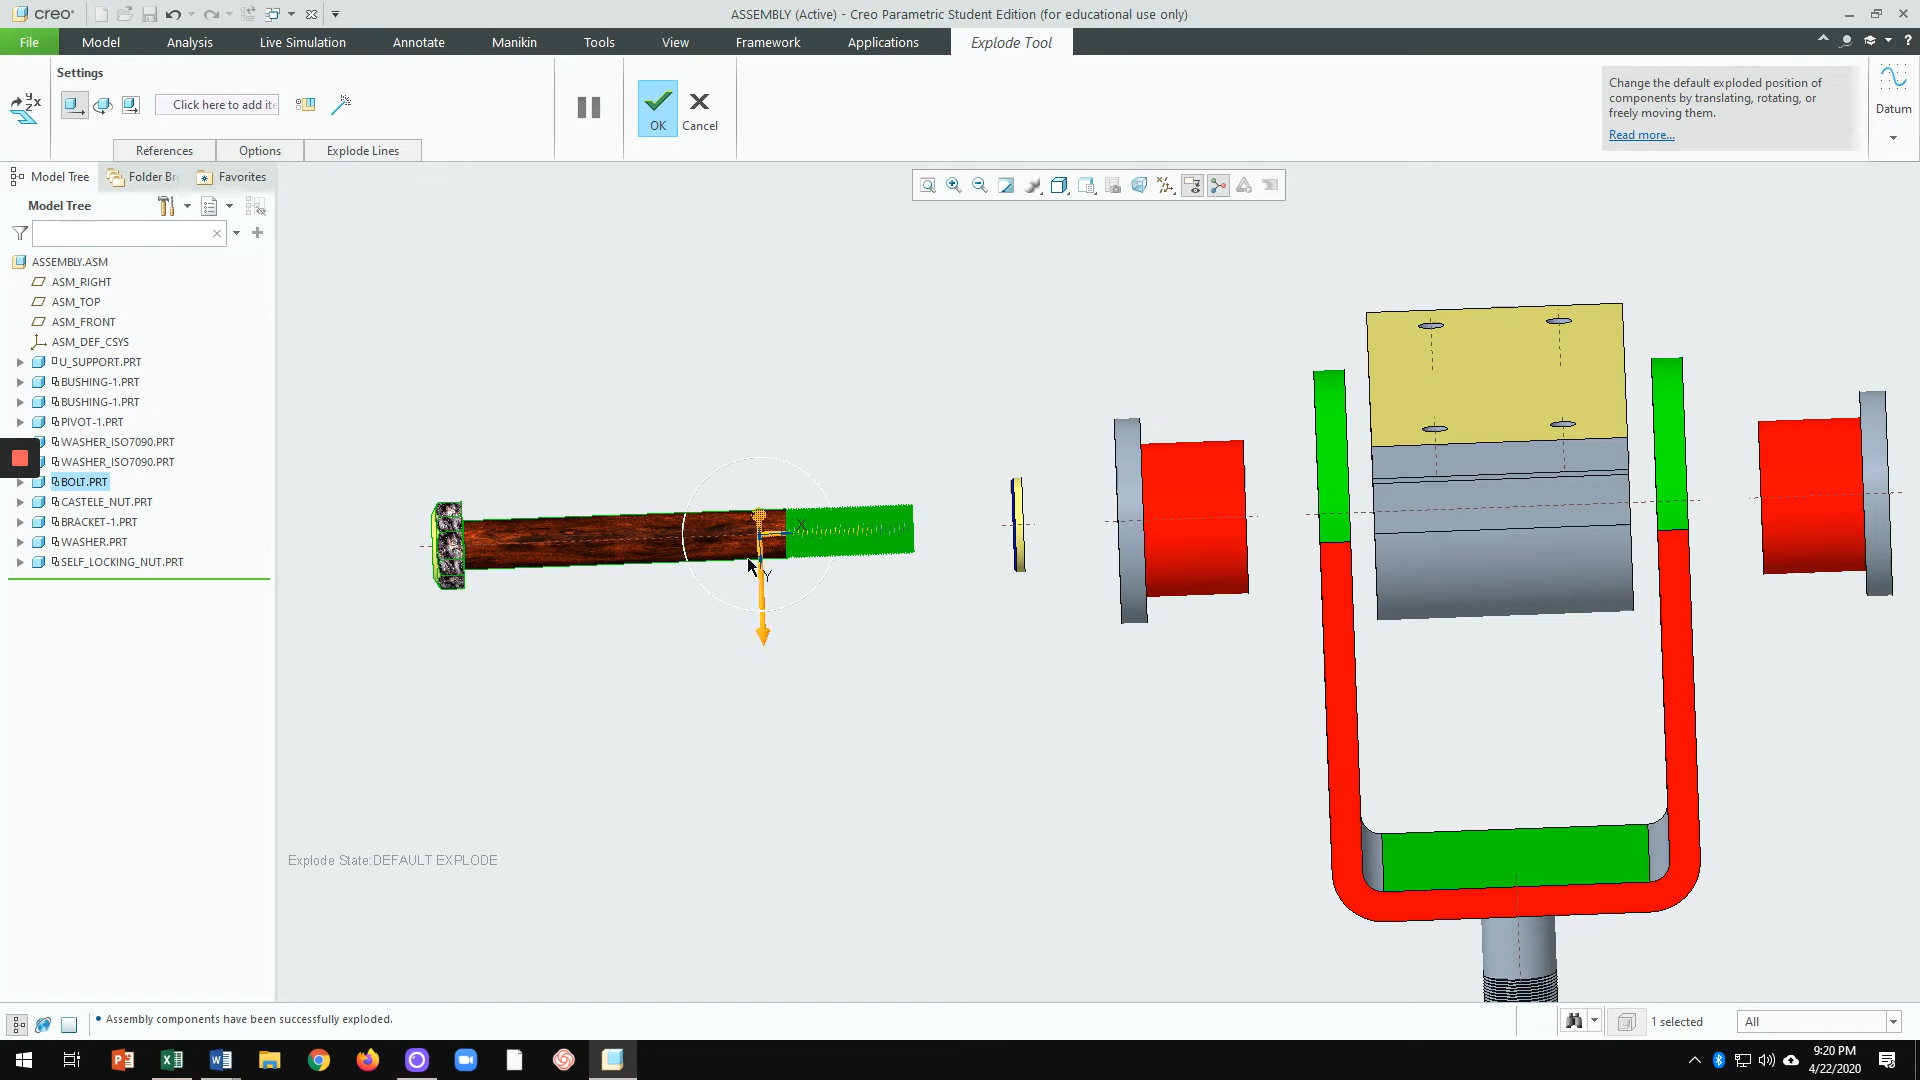 creo
ASSEMBLY (Active) - Creo Parametric Student Edition (for educational use only)
File Model Analysis Live Simulation Annotate Manikin Tools View Framework Applications Explode Tool
Settings
Click here to add ite
OK Cancel
References Options Explode Lines
Change the default exploded position of
components by translating, rotating, or
freely moving them.
Read more...
Datum
Model Tree Folder Br Favorites
Model Tree
ASSEMBLY.ASM
ASM_RIGHT
ASM_TOP
ASM_FRONT
ASM_DEF_CSYS
U_SUPPORT.PRT
BUSHING-1.PRT
BUSHING-1.PRT
PIVOT-1.PRT
WASHER_ISO7090.PRT
WASHER_ISO7090.PRT
BOLT.PRT
CASTELE_NUT.PRT
BRACKET-1.PRT
WASHER.PRT
SELF_LOCKING_NUT.PRT
X
Y
Explode State:DEFAULT EXPLODE
• Assembly components have been successfully exploded.
1 selected
All
9:20 PM
4/22/2020